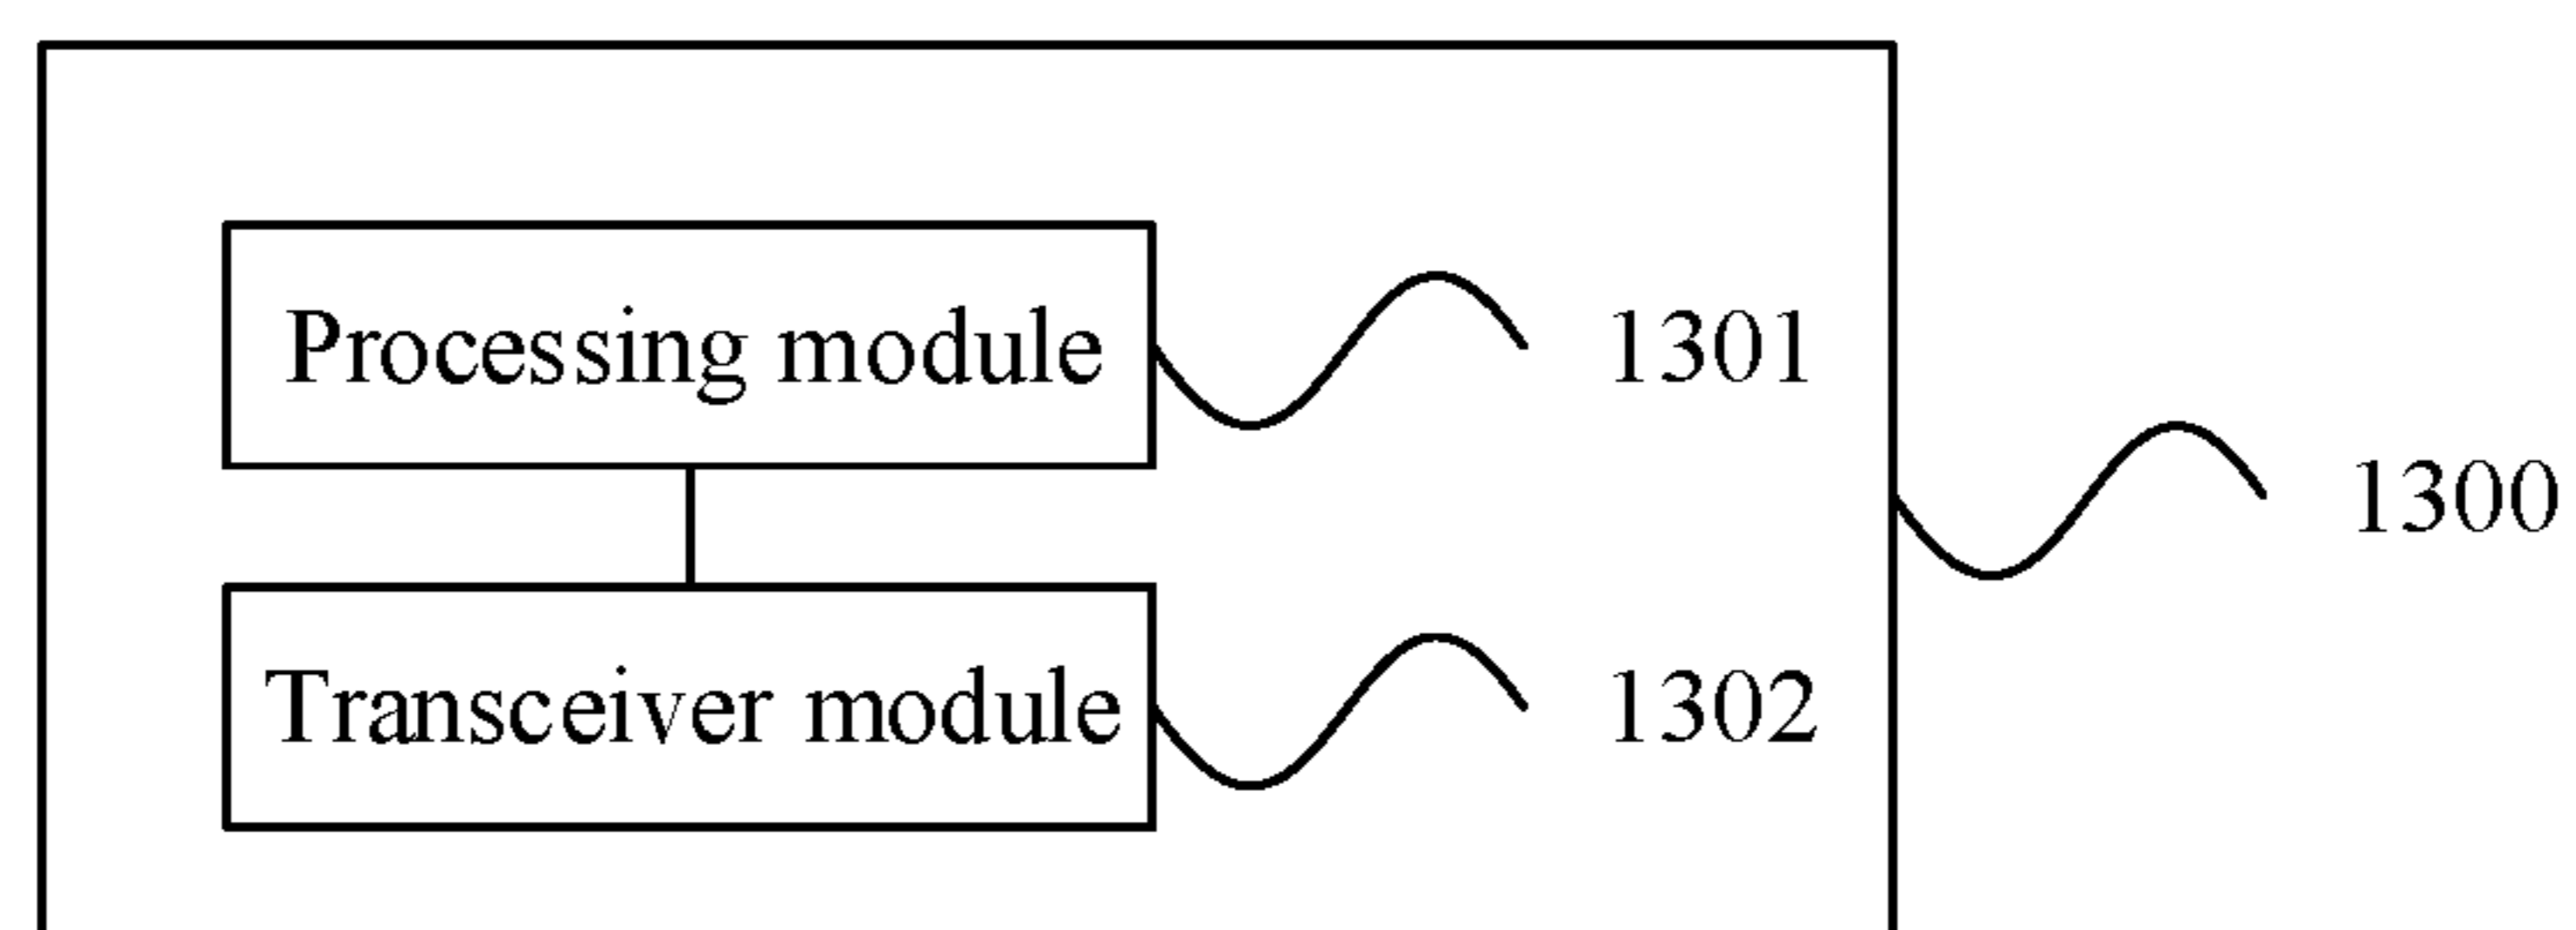 Processing module
1301
1300
Transceiver module
1302